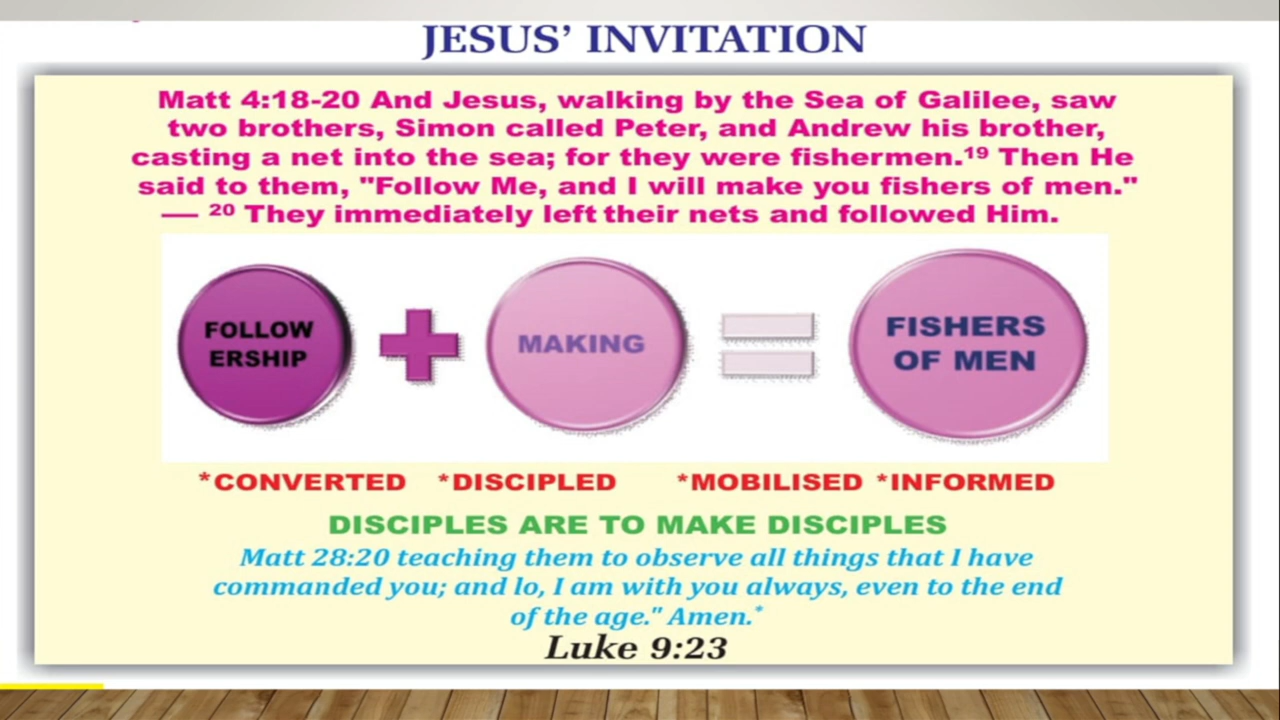 JESUS’ INVITATION
Matt 4:18-20 And Jesus, walking by the Sea of Galilee, saw
two brothers, Simon called Peter, and Andrew his brother,
casting a net into the sea; for they were fishermen.¹⁹ Then He
said to them, "Follow Me, and I will make you fishers of men."
— ²⁰ They immediately left their nets and followed Him.
FOLLOW
ERSHIP
MAKING
FISHERS
OF MEN
*CONVERTED *DISCIPLED *MOBILISED *INFORMED
DISCIPLES ARE TO MAKE DISCIPLES
Matt 28:20 teaching them to observe all things that I have
commanded you; and lo, I am with you always, even to the end
of the age." Amen.*
Luke 9:23